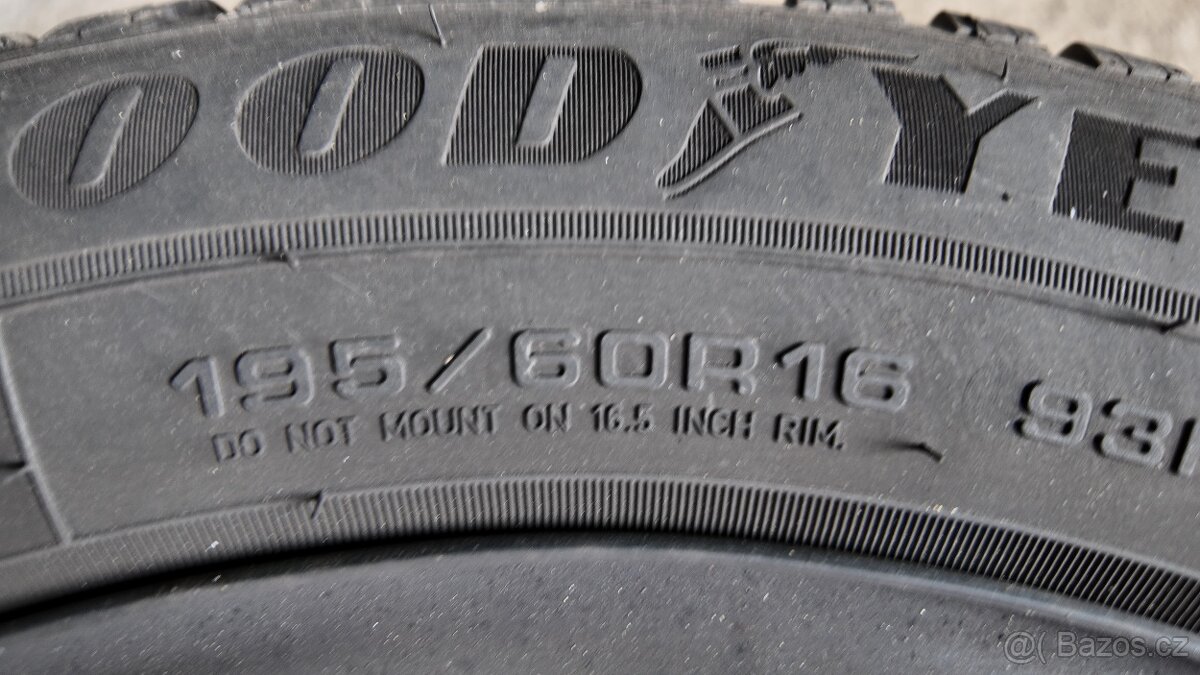 OOD YE
195/60R16 93
DO NOT MOUNT ON 16.5 INCH RIM.
@( Bazos.cz